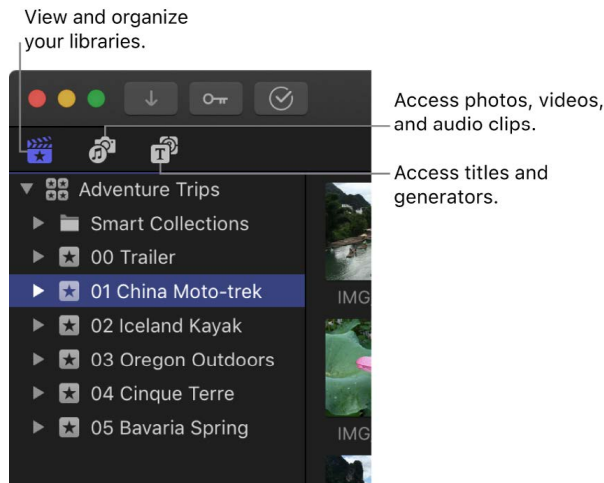 View and organize
your libraries.
Access photos, videos,
and audio clips.
Access titles and
generators.
T
Adventure Trips
Smart Collections
00 Trailer
01 China Moto-trek
IMG
02 Iceland Kayak
03 Oregon Outdoors
04 Cinque Terre
05 Bavaria Spring
IMG